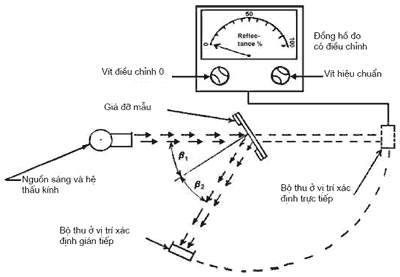 50
Reflec-
tance %
0
100
Đồng hồ đo
có điều chỉnh
Vít điều chỉnh 0
Vít hiệu chuẩn
Giá đỡ mẫu
β1
β2
Nguồn sáng và hệ
thấu kính
Bộ thu ở vị trí xác
định trực tiếp
Bộ thu ở vị trí xác
định gián tiếp